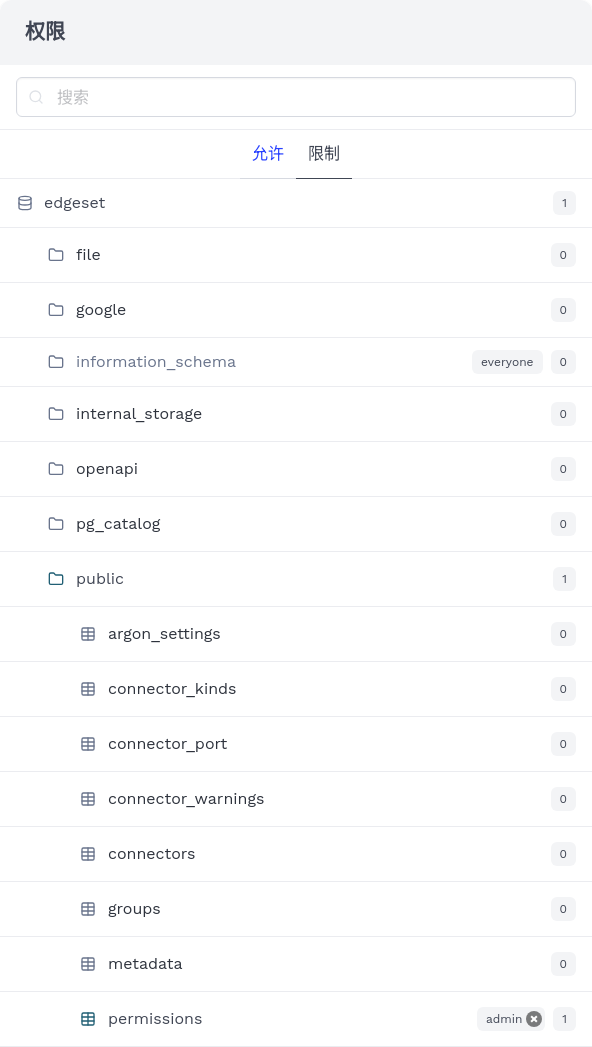 权限
搜索
允许 限制
edgeset 1
file 0
google 0
information_schema everyone 0
internal_storage 0
openapi 0
pg_catalog 0
public 1
argon_settings 0
connector_kinds 0
connector_port 0
connector_warnings 0
connectors 0
groups 0
metadata 0
permissions admin 1